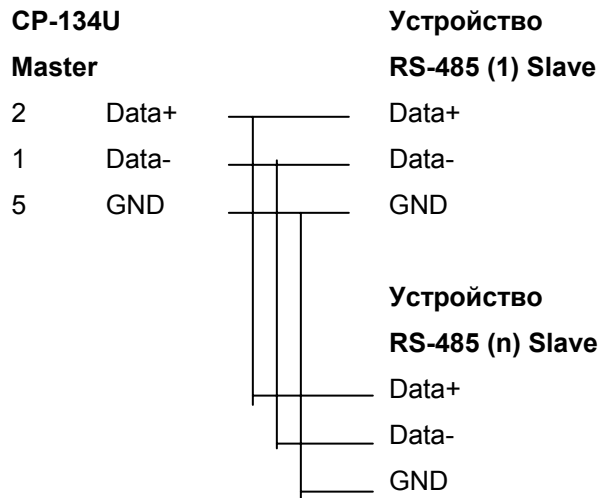 CP-134U Устройство
Master RS-485 (1) Slave
2 Data+ Data+
1 Data- Data-
5 GND GND
Устройство
RS-485 (n) Slave
Data+
Data-
GND